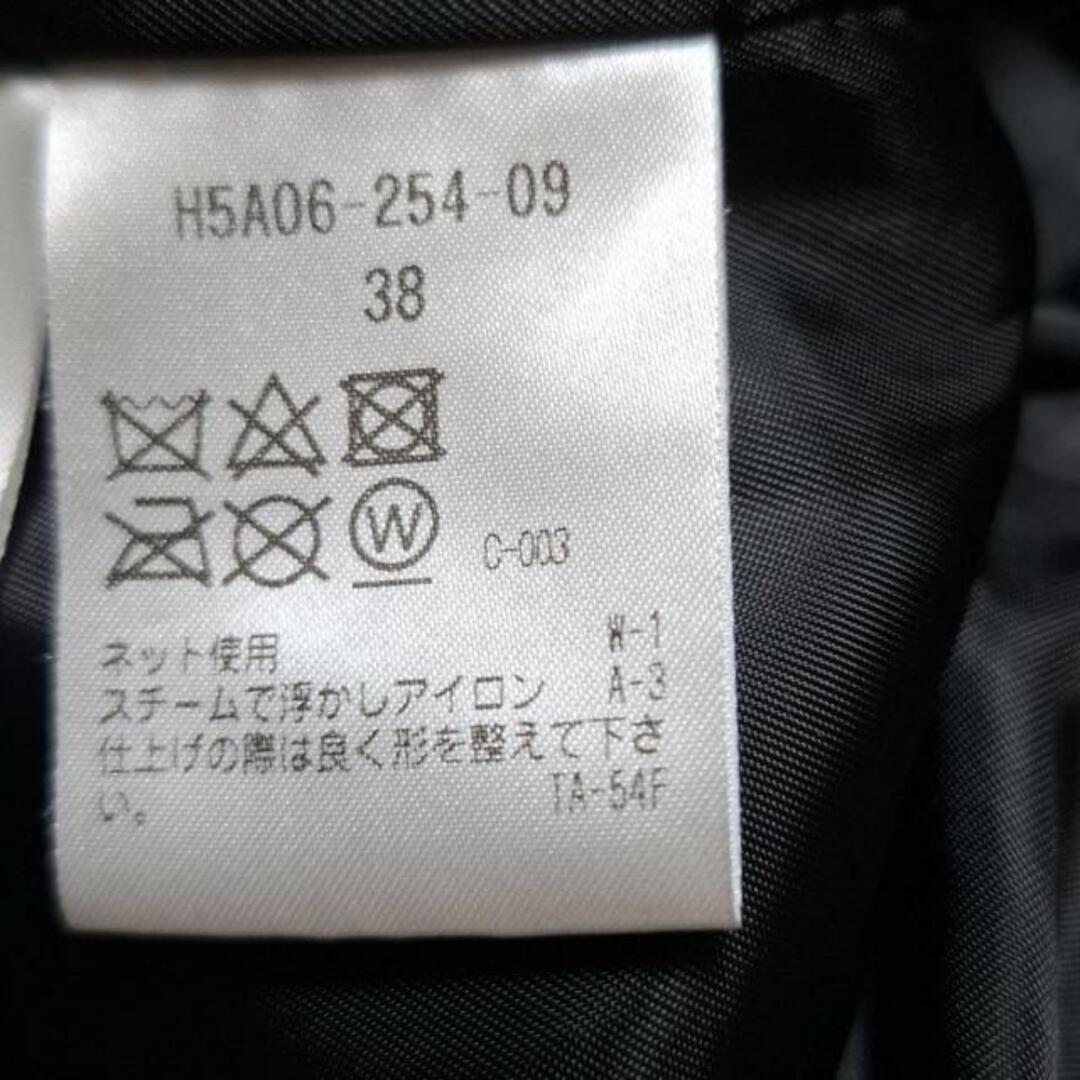 H5A06-254-09
38
W C-003
ネット使用 W-1
スチームで浮かしアイロン A-3
仕上げの際は良く形を整えて下さ
い。 TA-54F